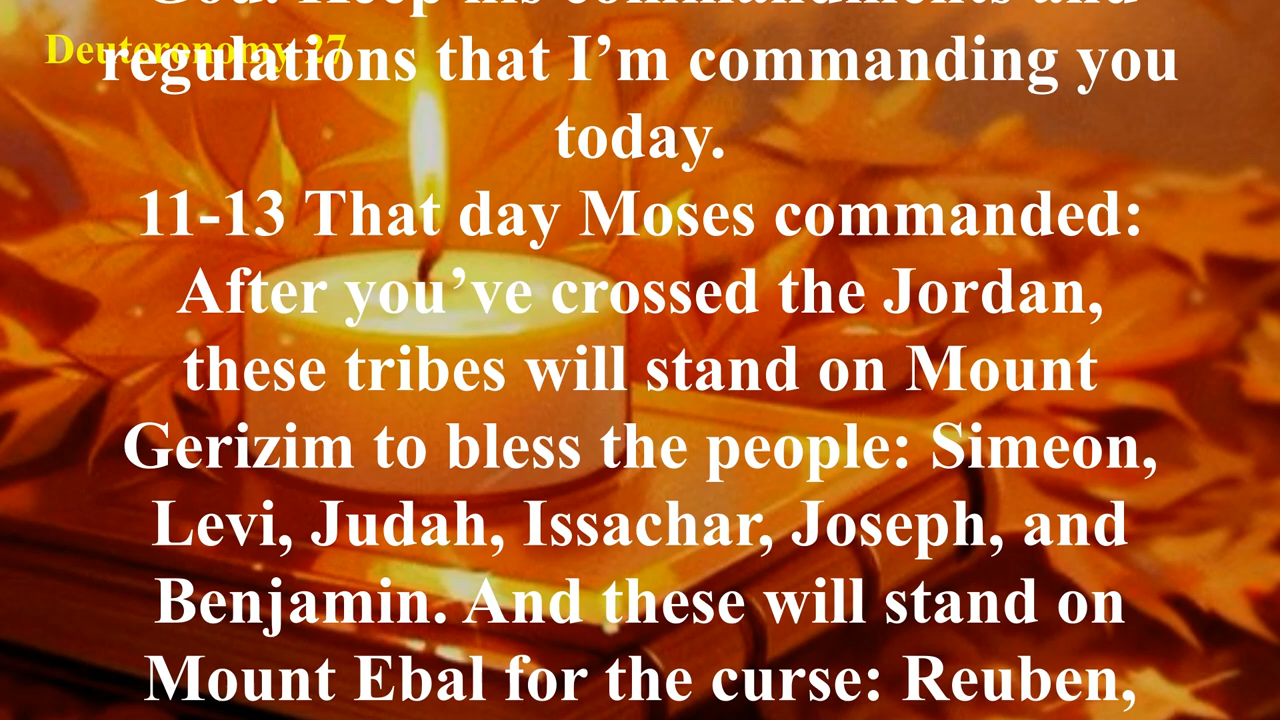 God. Keep his commandments and
Deuteronomy 27
regulations that I'm commanding you
today.
11-13 That day Moses commanded:
After you've crossed the Jordan,
these tribes will stand on Mount
Gerizim to bless the people: Simeon,
Levi, Judah, Issachar, Joseph, and
Benjamin. And these will stand on
Mount Ebal for the curse: Reuben,